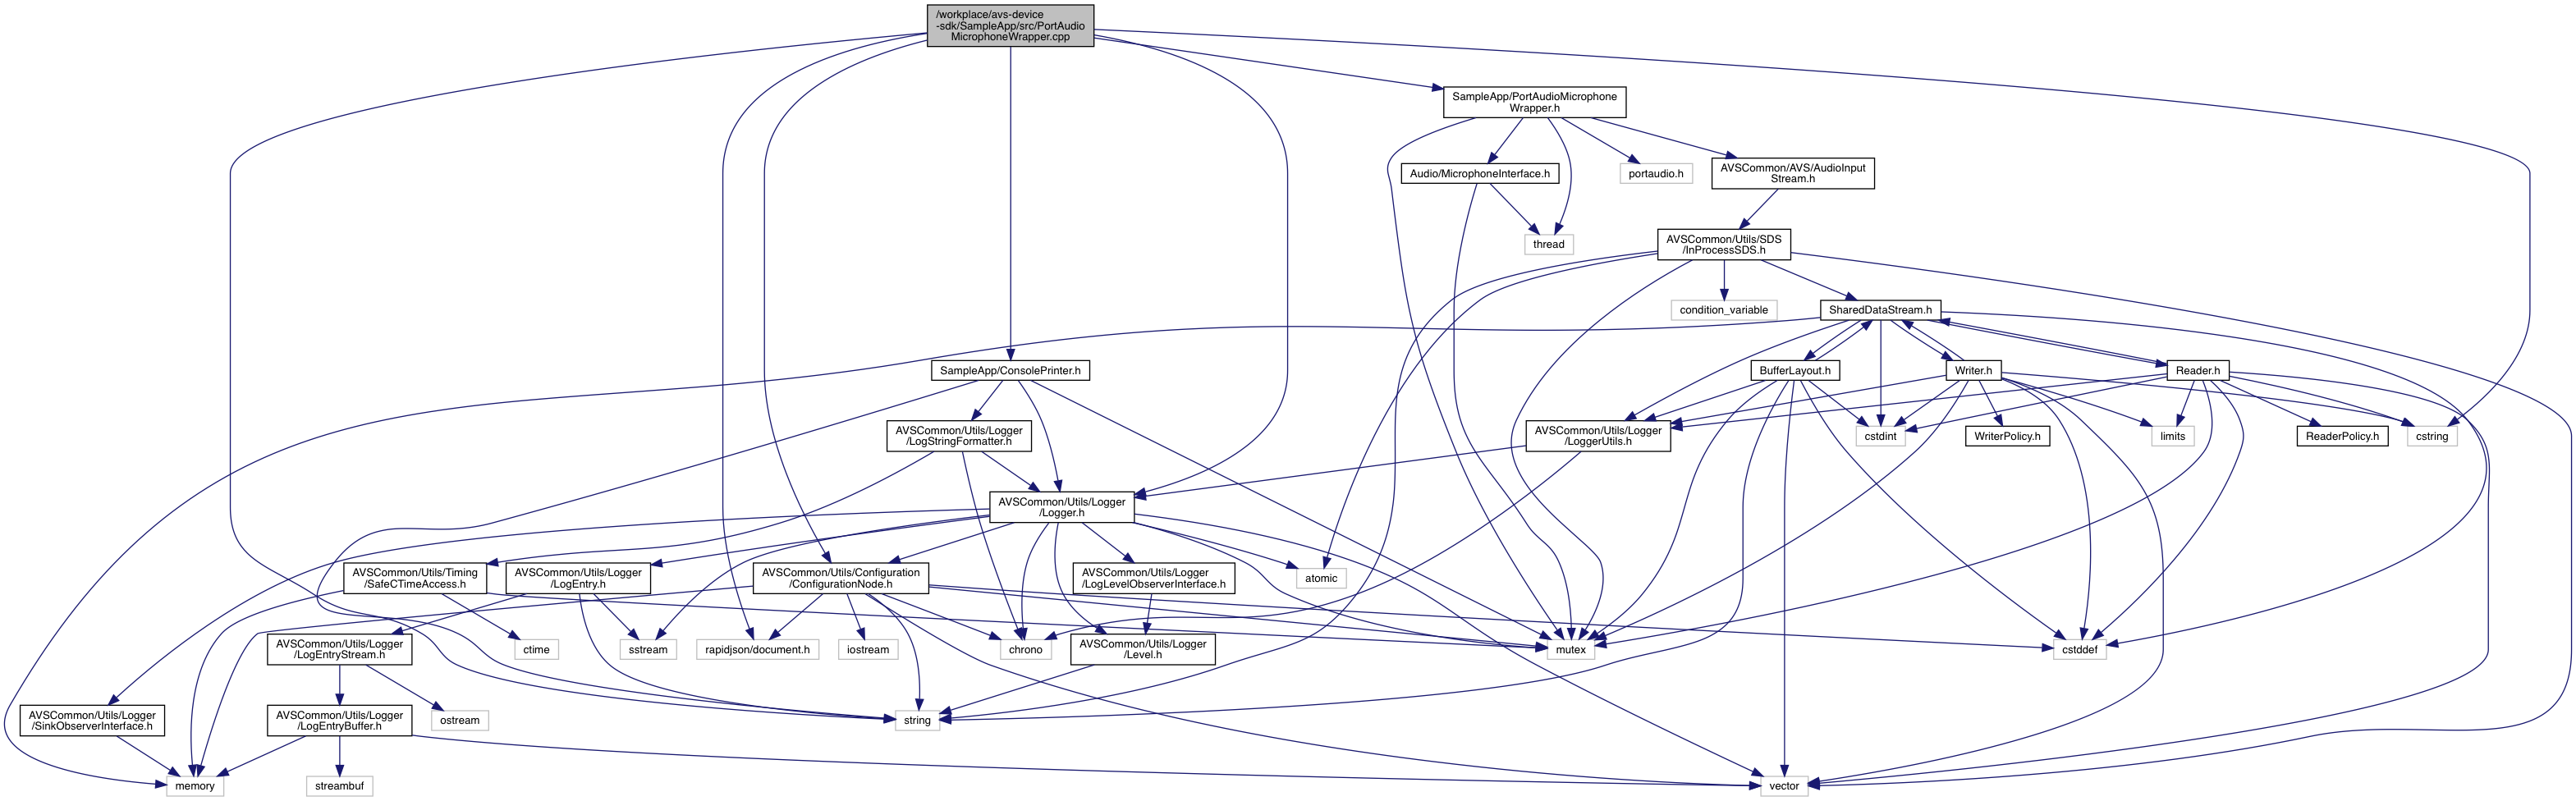 /workplace/avs-device
-sdk/SampleApp/src/PortAudio
MicrophoneWrapper.cpp
SampleApp/PortAudioMicrophone
Wrapper.h
Audio/MicrophoneInterface.h
portaudio.h
AVSCommon/AVS/AudioInput
Stream.h
thread
AVSCommon/Utils/SDS
/InProcessSDS.h
condition_variable
SharedDataStream.h
SampleApp/ConsolePrinter.h
BufferLayout.h
Writer.h
Reader.h
AVSCommon/Utils/Logger
/LogStringFormatter.h
AVSCommon/Utils/Logger
/LoggerUtils.h
cstdint
WriterPolicy.h
limits
ReaderPolicy.h
cstring
AVSCommon/Utils/Logger
/Logger.h
AVSCommon/Utils/Timing
/SafeCTimeAccess.h
AVSCommon/Utils/Logger
/LogEntry.h
AVSCommon/Utils/Configuration
/ConfigurationNode.h
AVSCommon/Utils/Logger
/LogLevelObserverInterface.h
atomic
AVSCommon/Utils/Logger
/LogEntryStream.h
ctime
sstream
rapidjson/document.h
iostream
chrono
AVSCommon/Utils/Logger
/Level.h
mutex
cstddef
AVSCommon/Utils/Logger
/SinkObserverInterface.h
AVSCommon/Utils/Logger
/LogEntryBuffer.h
ostream
string
memory
streambuf
vector